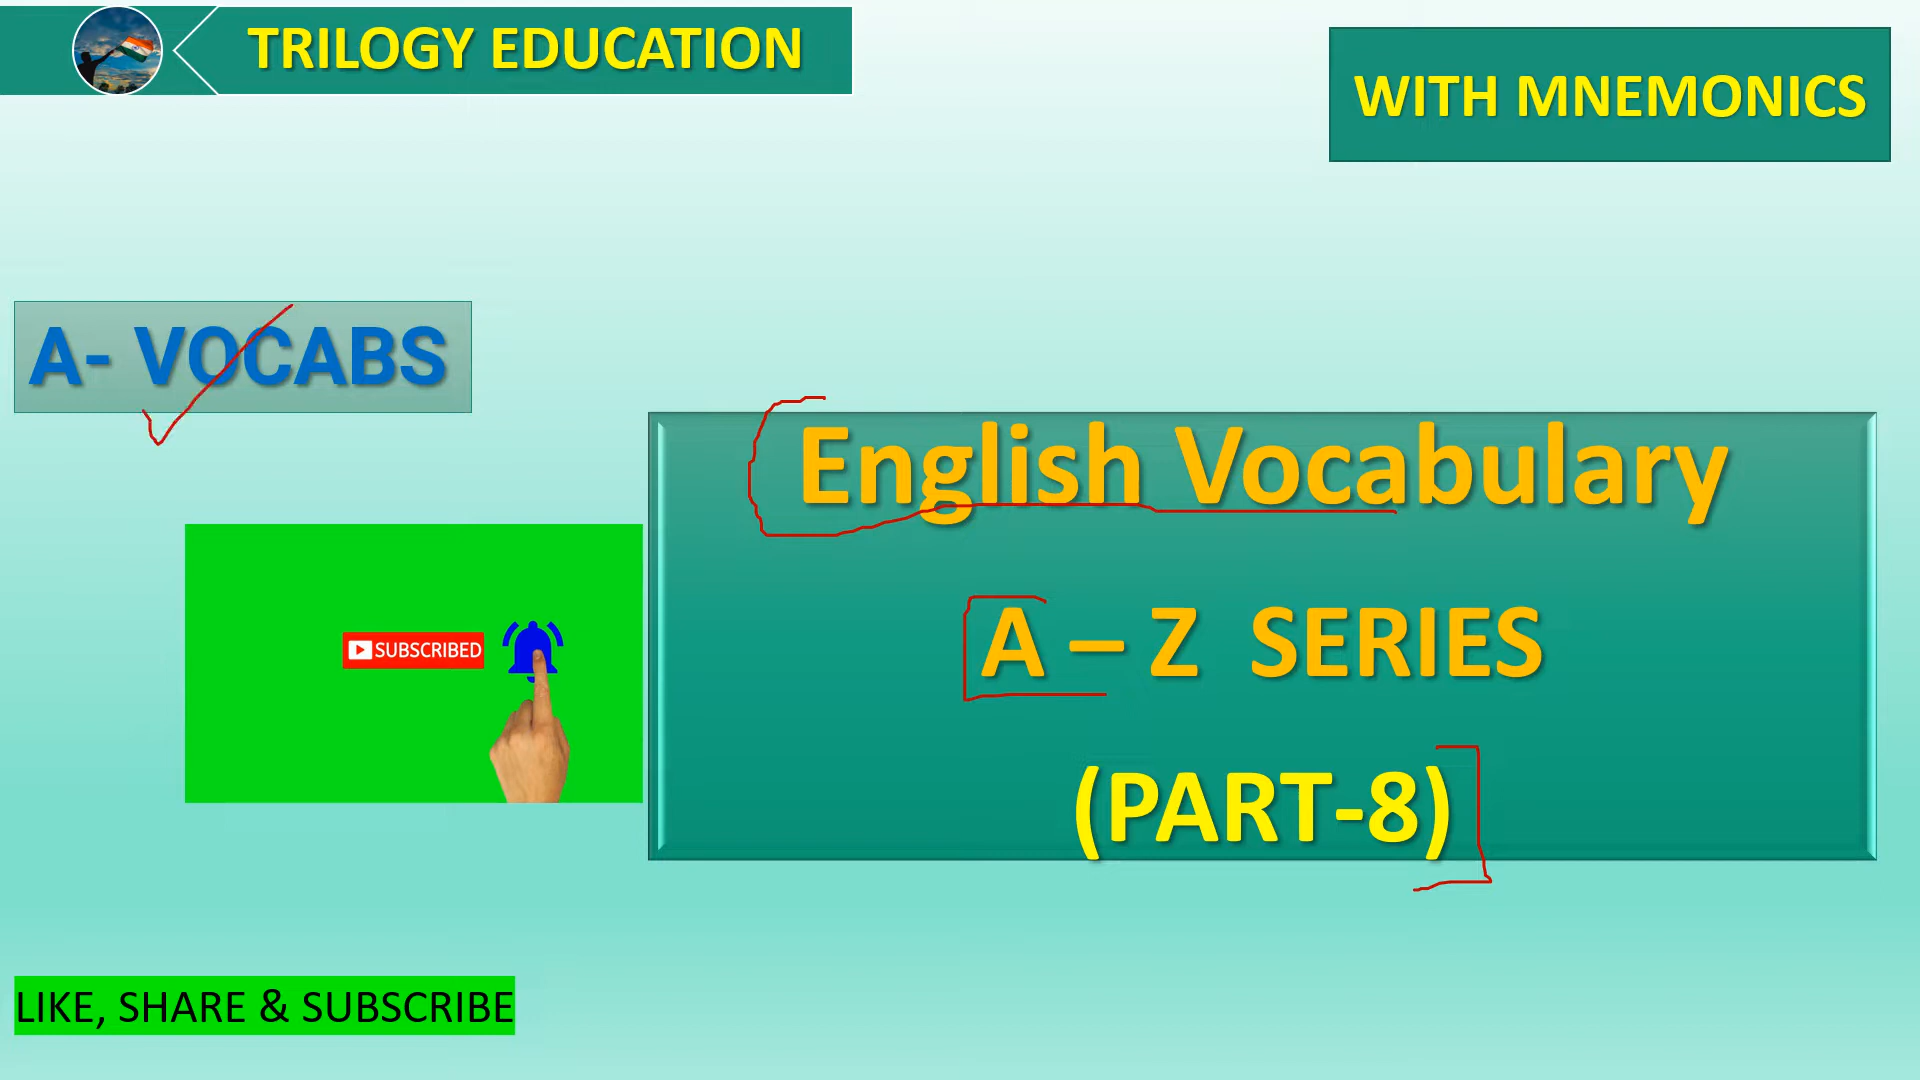 TRILOGY EDUCATION
WITH MNEMONICS
A- VOCABS
English Vocabulary
A – Z SERIES
(PART-8)
SUBSCRIBED
LIKE, SHARE & SUBSCRIBE